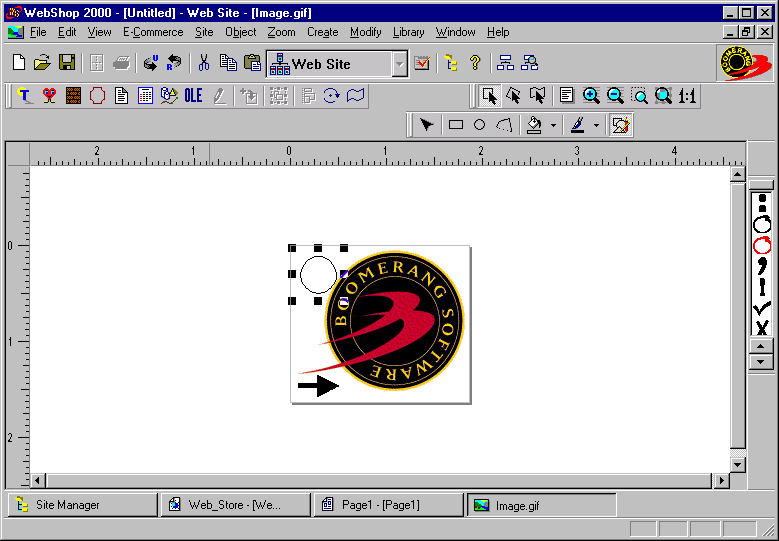 WebShop 2000 - [Untitled] - Web Site - [Image.gif]
File Edit View E-Commerce Site Object Zoom Create Modify Library Window Help
Web Site
BOOMERANG
OLE 1:1
2 1 0 1 2 3 4
0
1
2
BOOMERANG SOFTWARE
Site Manager Web_Store - [We... Page1 - [Page1] Image.gif